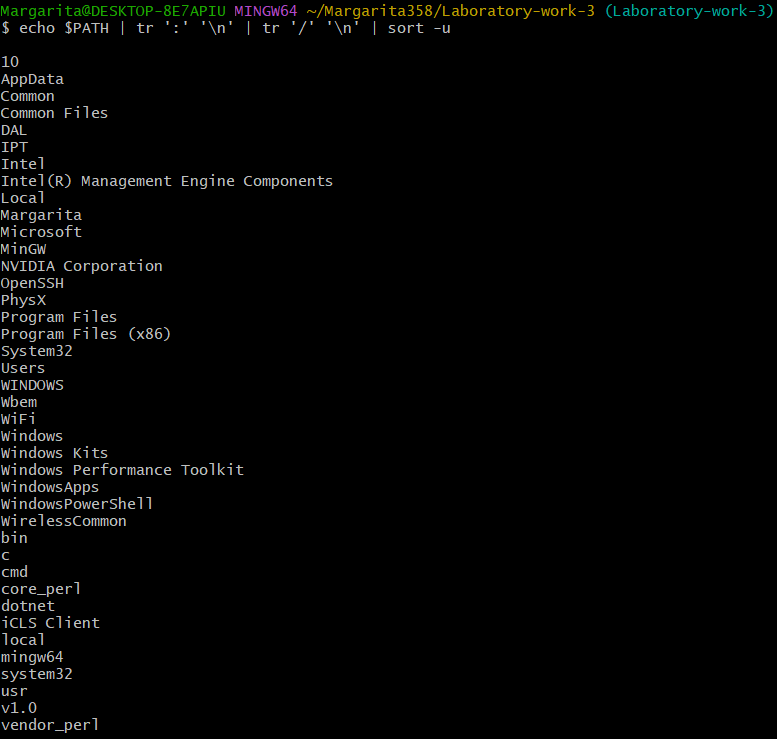 Margarita@DESKTOP-8E7APIU MINGW64 ~/Margarita358/Laboratory-work-3 (Laboratory-work-3)
$ echo $PATH | tr ':' '\n' | tr '/' '\n' | sort -u

10
AppData
Common
Common Files
DAL
IPT
Intel
Intel(R) Management Engine Components
Local
Margarita
Microsoft
MinGW
NVIDIA Corporation
OpenSSH
PhysX
Program Files
Program Files (x86)
System32
Users
WINDOWS
Wbem
WiFi
Windows
Windows Kits
Windows Performance Toolkit
WindowsApps
WindowsPowerShell
WirelessCommon
bin
c
cmd
core_perl
dotnet
iCLS Client
local
mingw64
system32
usr
v1.0
vendor_perl